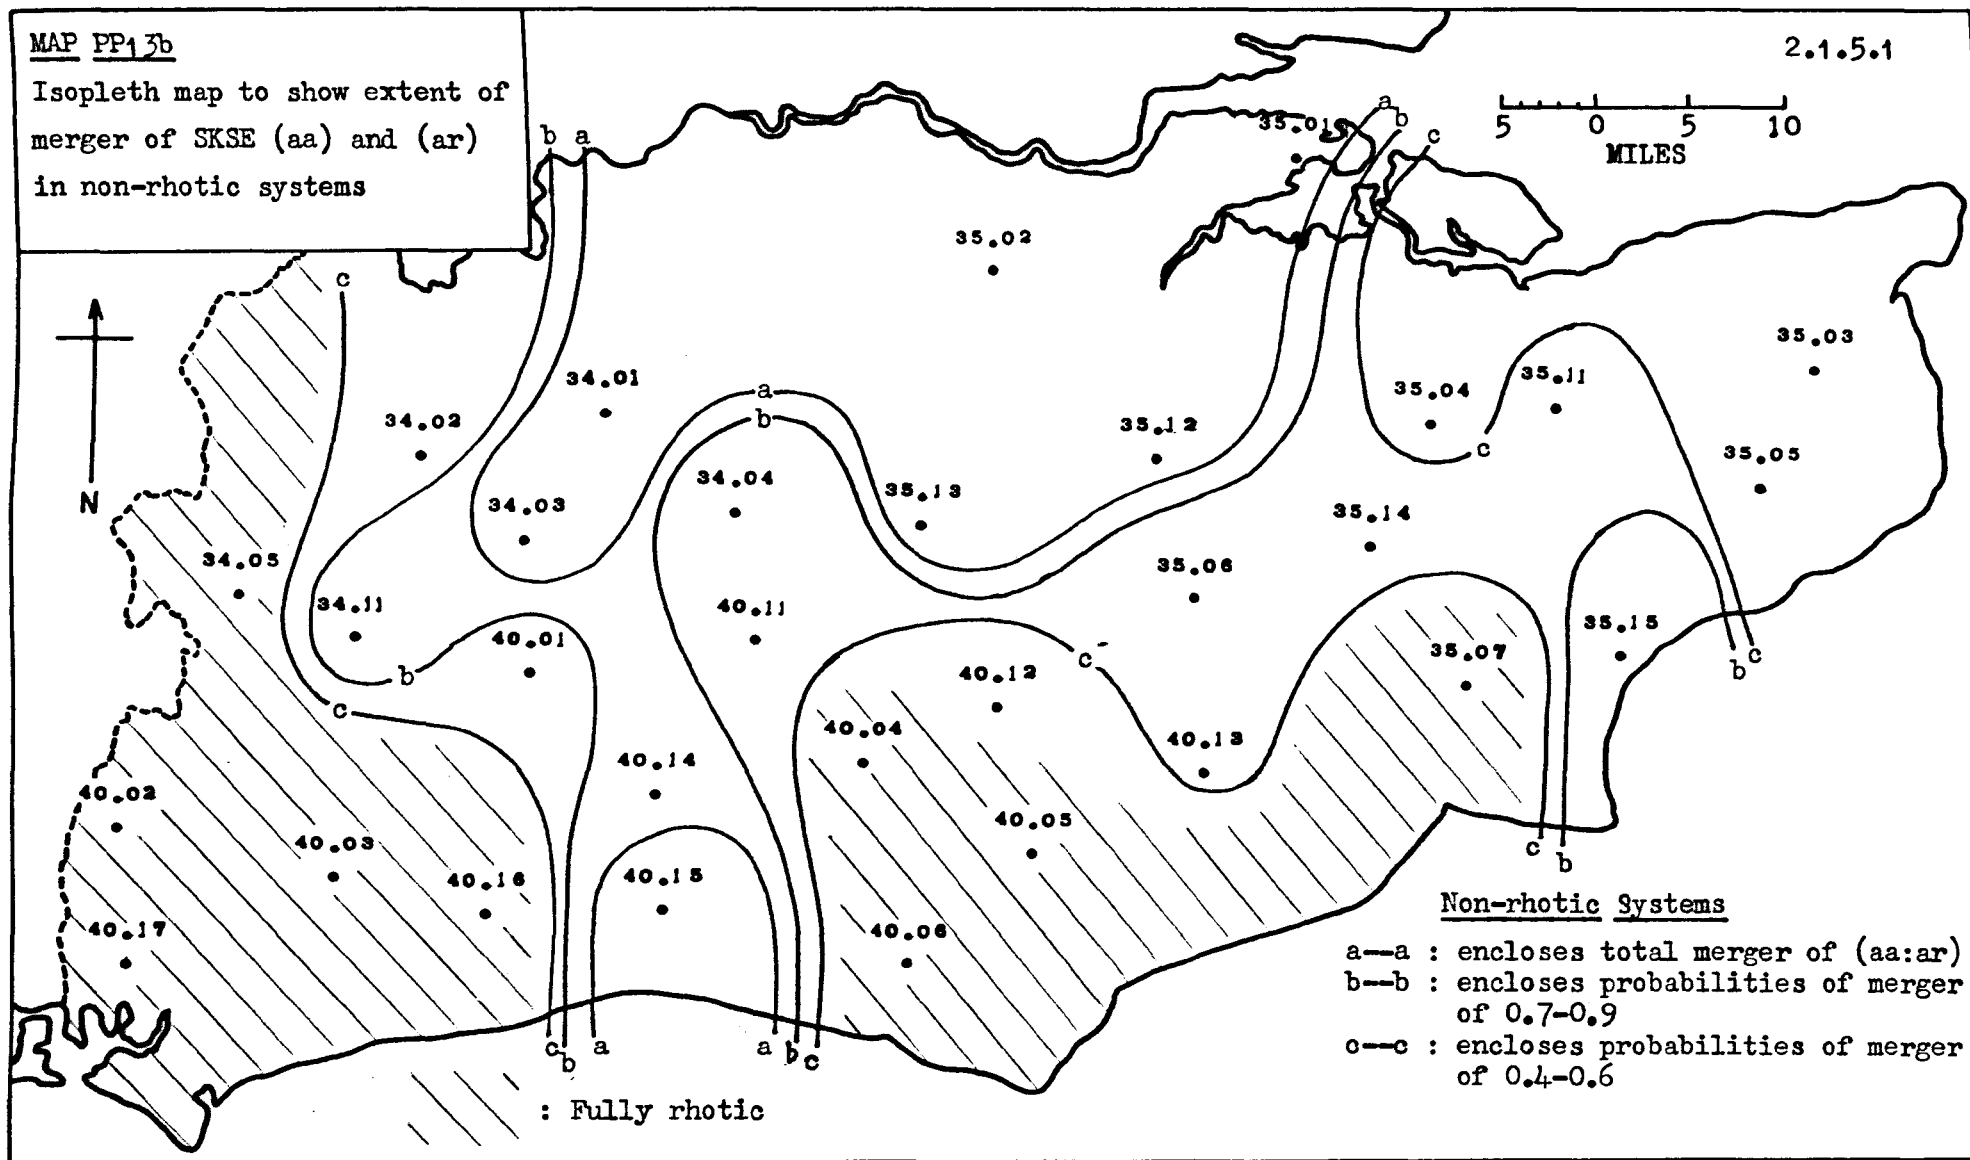 MAP PP13b
Isopleth map to show extent of
merger of SKSE (aa) and (ar)
in non-rhotic systems
2.1.5.1
5 0 5 10
MILES
b a
a
b
c
35.01
35.02
c
35.03
34.01
a
35.11
35.04
34.02
b
35.12
c
35.05
34.04
35.13
34.03
35.14
N
34.05
35.06
34.11
40.11
40.01
35.15
35.07
b
c
40.12
b c
c
40.04
40.13
40.14
40.02
40.05
40.03
40.16
40.15
c
b
40.17
40.06
c b a
a b c
Non-rhotic Systems
a—a : encloses total merger of (aa:ar)
b—b : encloses probabilities of merger
of 0.7-0.9
c—c : encloses probabilities of merger
of 0.4-0.6
: Fully rhotic